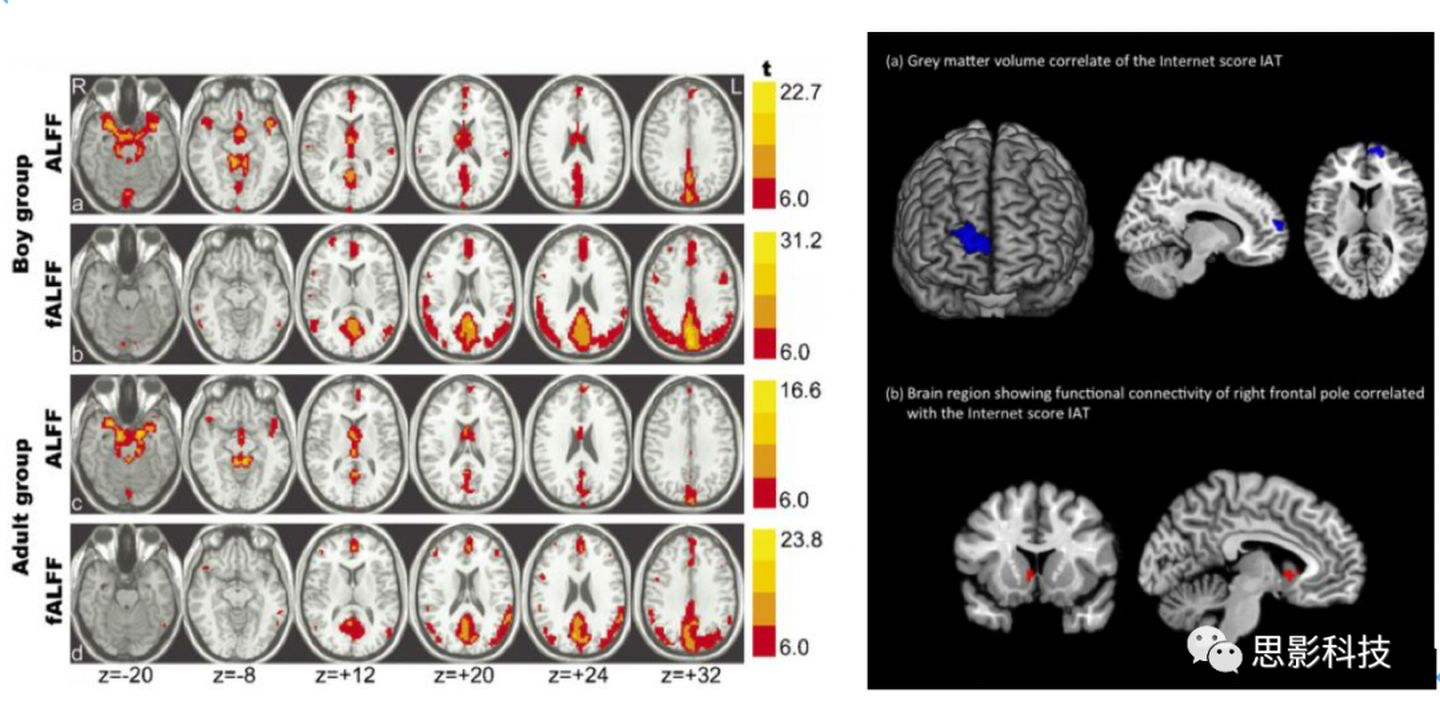 t
R
L
Boy group
ALFF
22.7
6.0
a
fALFF
31.2
6.0
b
Adult group
ALFF
16.6
6.0
c
fALFF
23.8
6.0
d
z=-20
z=-8
z=+12
z=+20
z=+24
z=+32
(a) Grey matter volume correlate of the Internet score IAT
(b) Brain region showing functional connectivity of right frontal pole correlated
with the Internet score IAT
思影科技